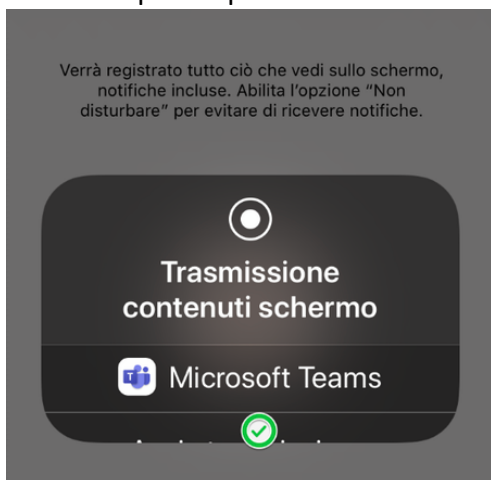 Verrà registrato tutto ciò che vedi sullo schermo,
notifiche incluse. Abilita l'opzione “Non
disturbare” per evitare di ricevere notifiche.
Trasmissione
contenuti schermo
Microsoft Teams